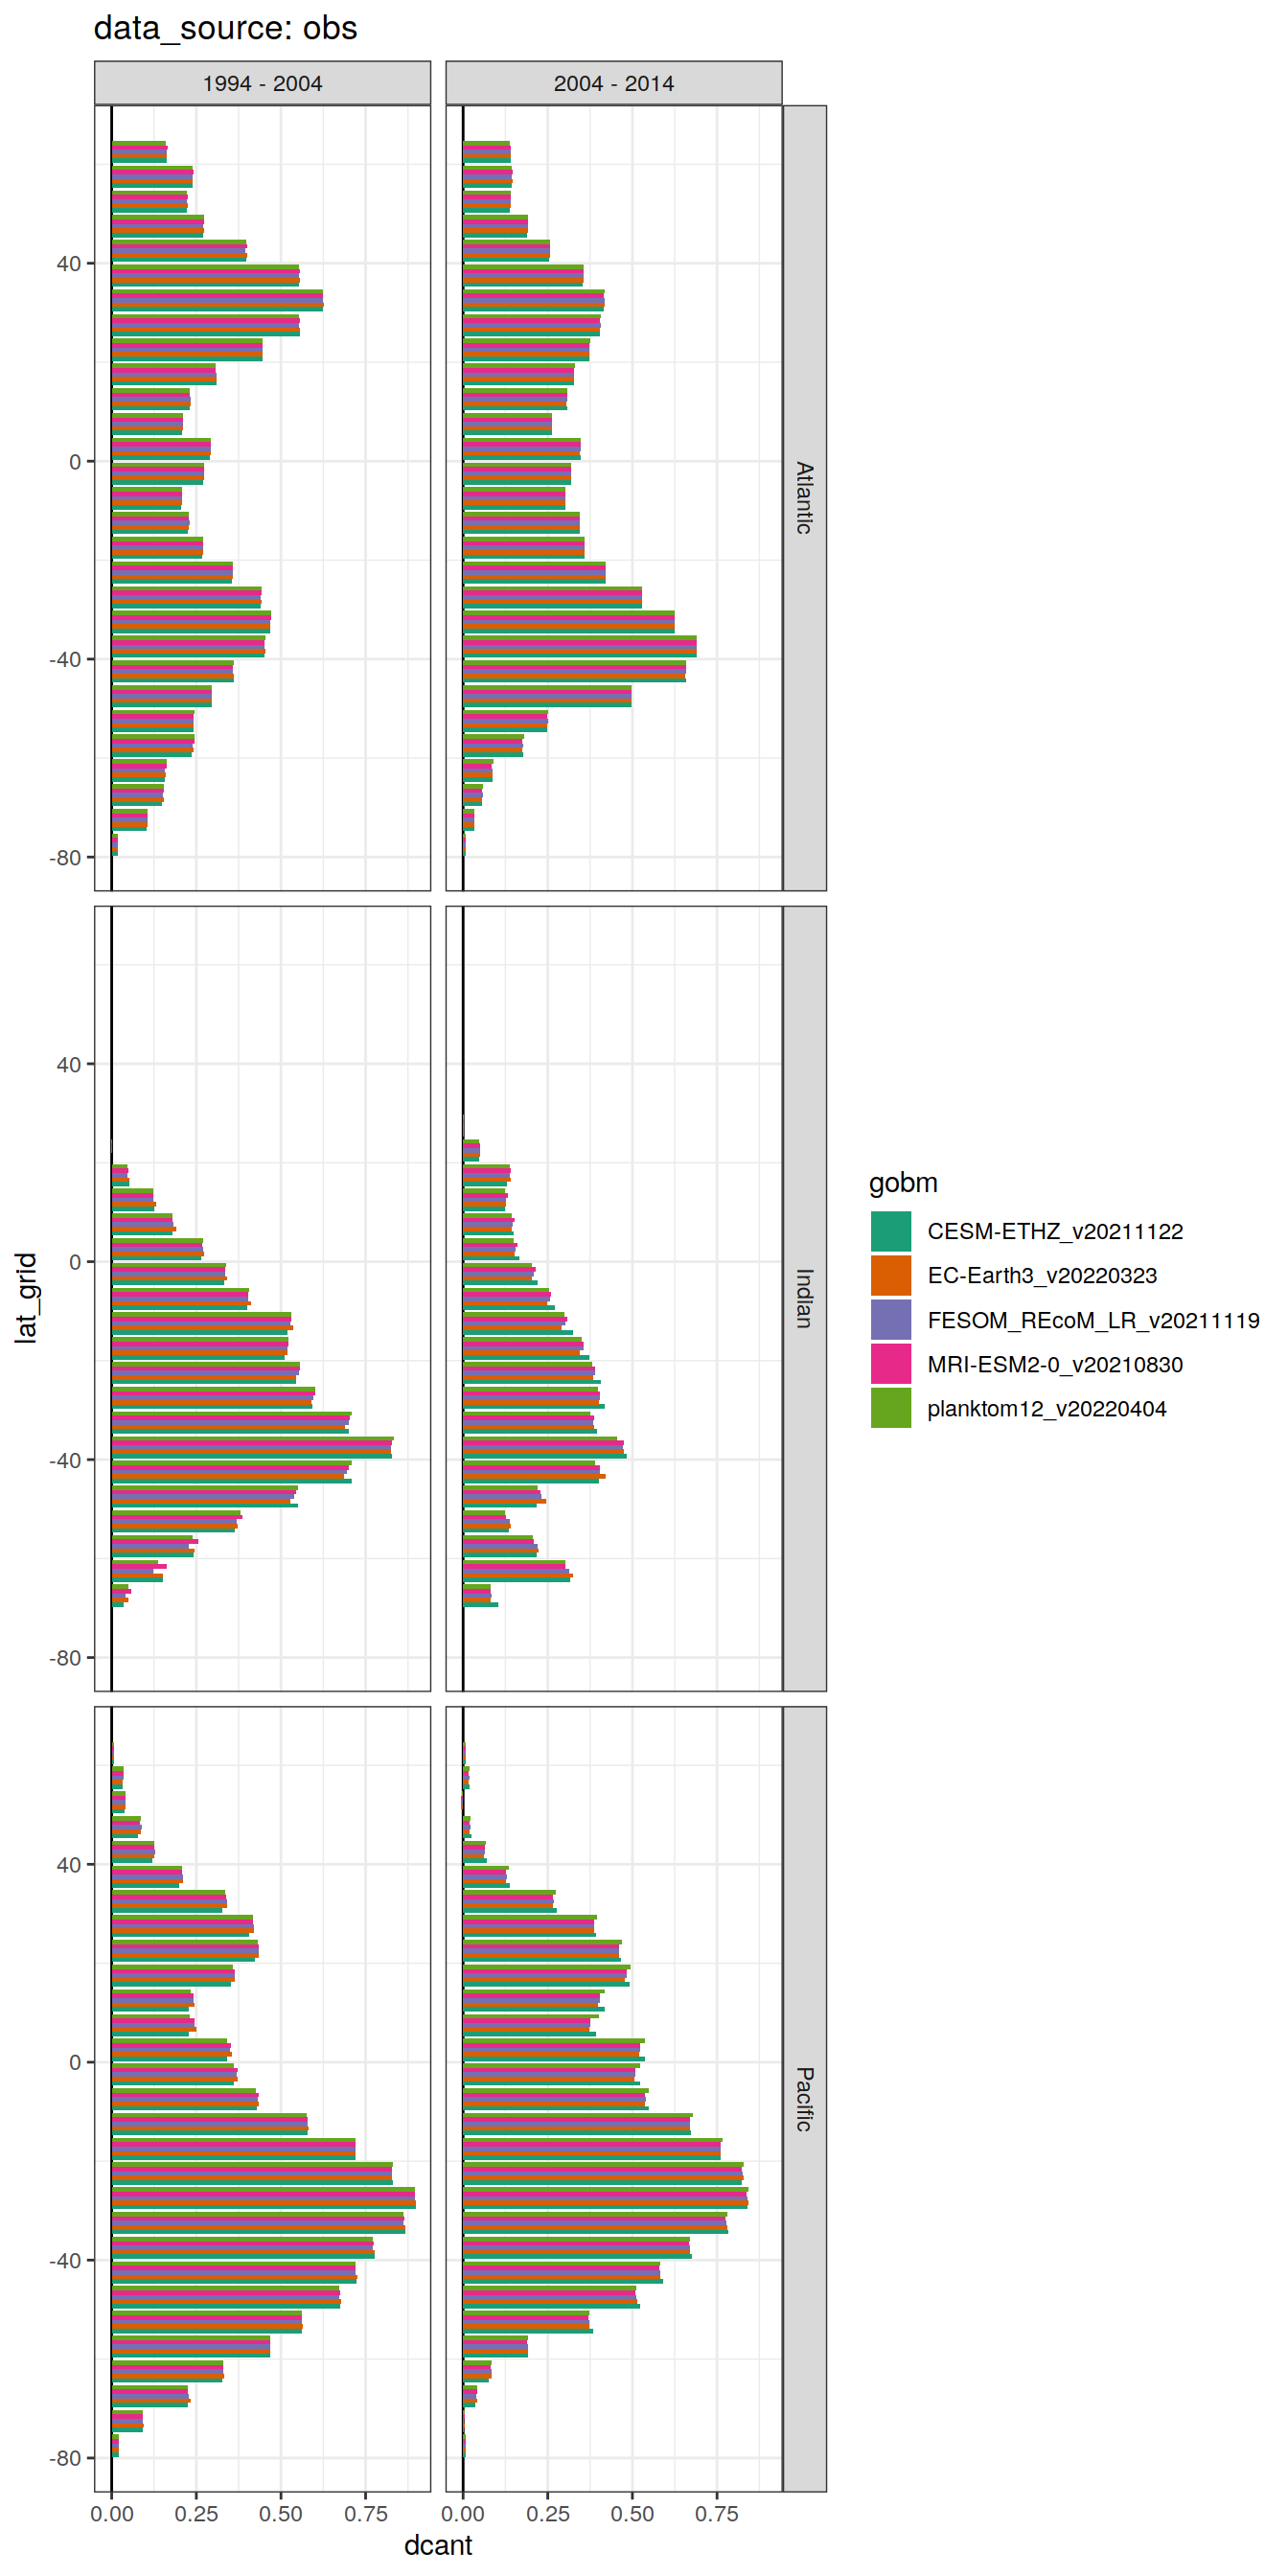 data_source: obs
1994 - 2004
2004 - 2014
40
0
-40
-80
Atlantic
40
0
-40
-80
Indian
40
0
-40
-80
Pacific
lat_grid
0.00 0.25 0.50 0.75
0.00 0.25 0.50 0.75
dcant
gobm
CESM-ETHZ_v20211122
EC-Earth3_v20220323
FESOM_REcoM_LR_v20211119
MRI-ESM2-0_v20210830
planktom12_v20220404